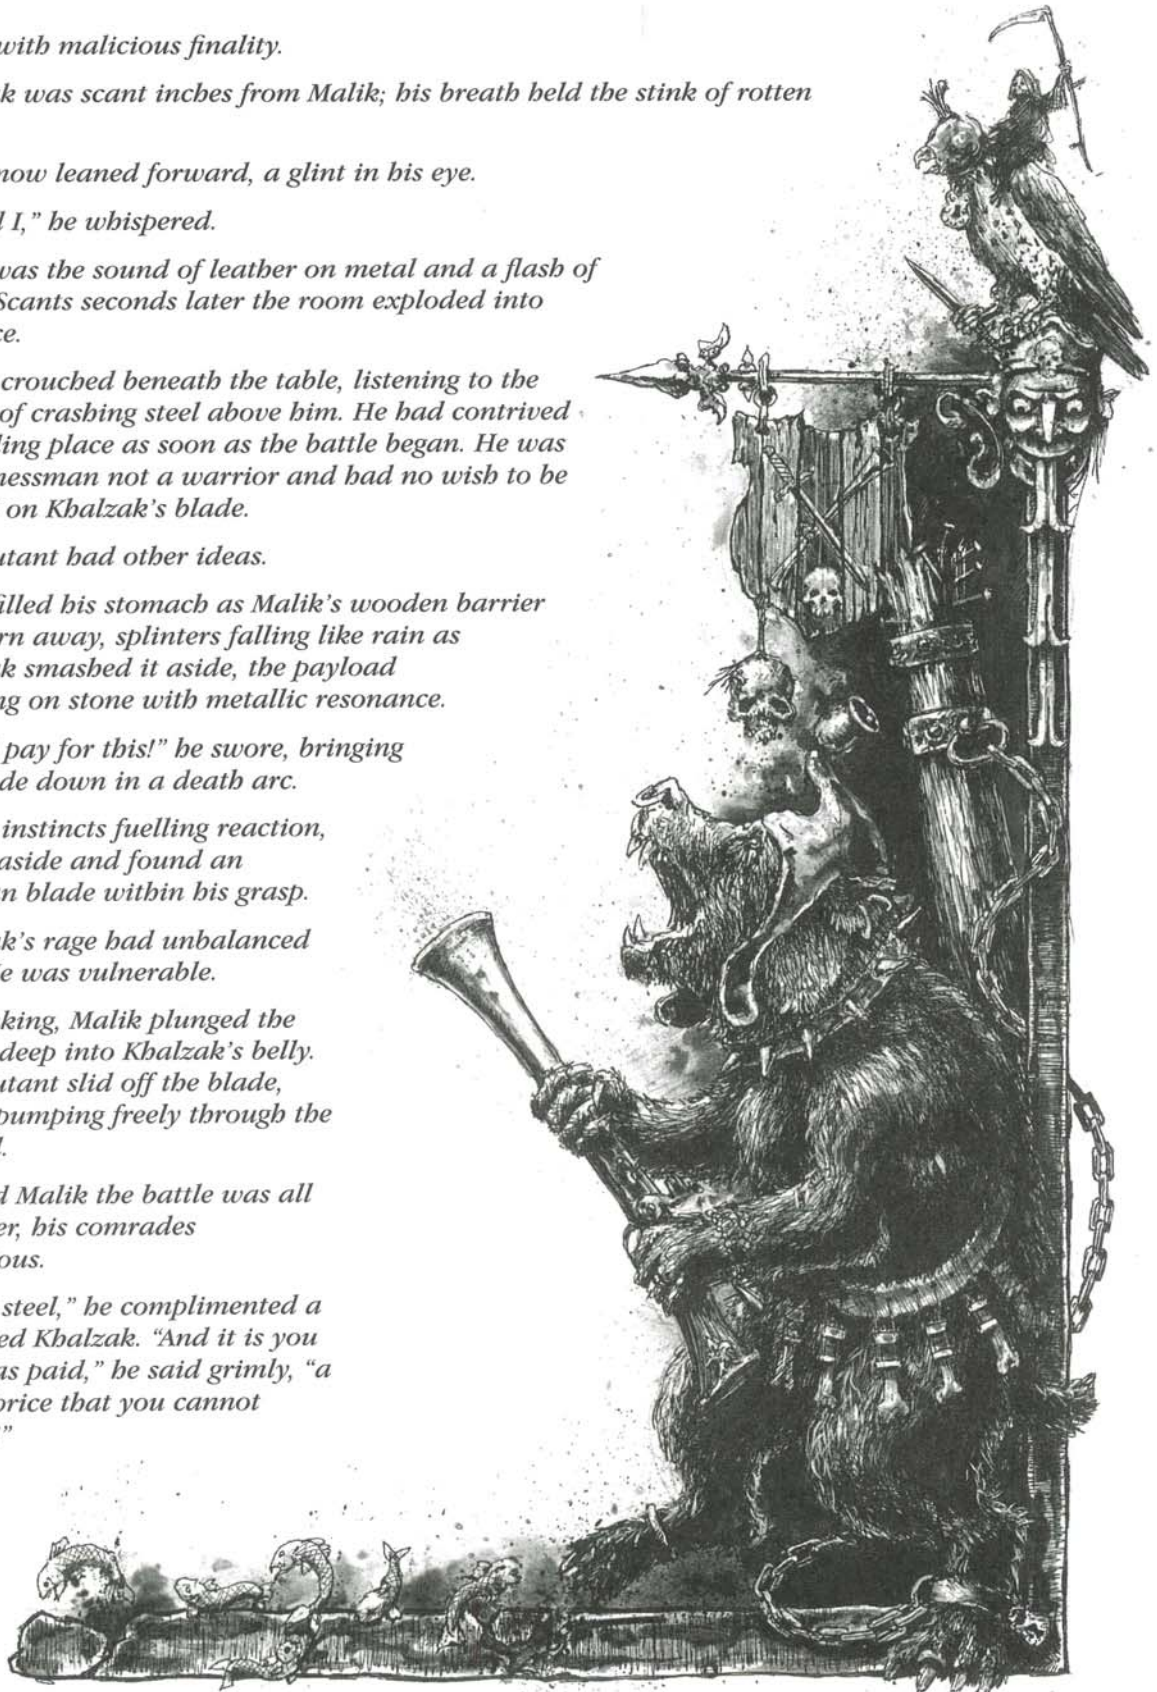 with malicious finality.
k was scant inches from Malik; his breath held the stink of rotten
now leaned forward, a glint in his eye.
l I,” he whispered.
was the sound of leather on metal and a flash of
Scants seconds later the room exploded into
ce.
crouched beneath the table, listening to the
of crashing steel above him. He had contrived
ling place as soon as the battle began. He was
nessman not a warrior and had no wish to be
on Khalzak’s blade.
utant had other ideas.
illed his stomach as Malik’s wooden barrier
rn away, splinters falling like rain as
k smashed it aside, the payload
ng on stone with metallic resonance.
pay for this!” he swore, bringing
de down in a death arc.
instincts fuelling reaction,
aside and found an
n blade within his grasp.
k’s rage had unbalanced
e was vulnerable.
king, Malik plunged the
deep into Khalzak’s belly.
utant slid off the blade,
pumping freely through the
l.
d Malik the battle was all
er, his comrades
ous.
steel,” he complimented a
ed Khalzak. “And it is you
as paid,” he said grimly, “a
price that you cannot
”